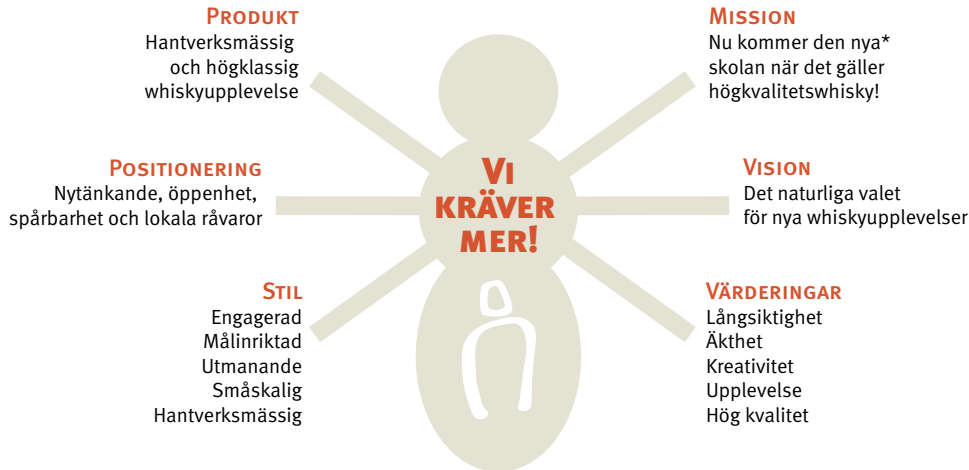 PRODUKT
Hantverksmässig
och högklassig
whiskyupplevelse
MISSION
Nu kommer den nya*
skolan när det gäller
högkvalitetswhisky!
POSITIONERING
Nytänkande, öppenhet,
spårbarhet och lokala råvaror
VI
KRÄVER
MER!
VISION
Det naturliga valet
för nya whiskyupplevelser
STIL
Engagerad
Målinriktad
Utmanande
Småskalig
Hantverksmässig
VÄRDERINGAR
Långsiktighet
Äkthet
Kreativitet
Upplevelse
Hög kvalitet